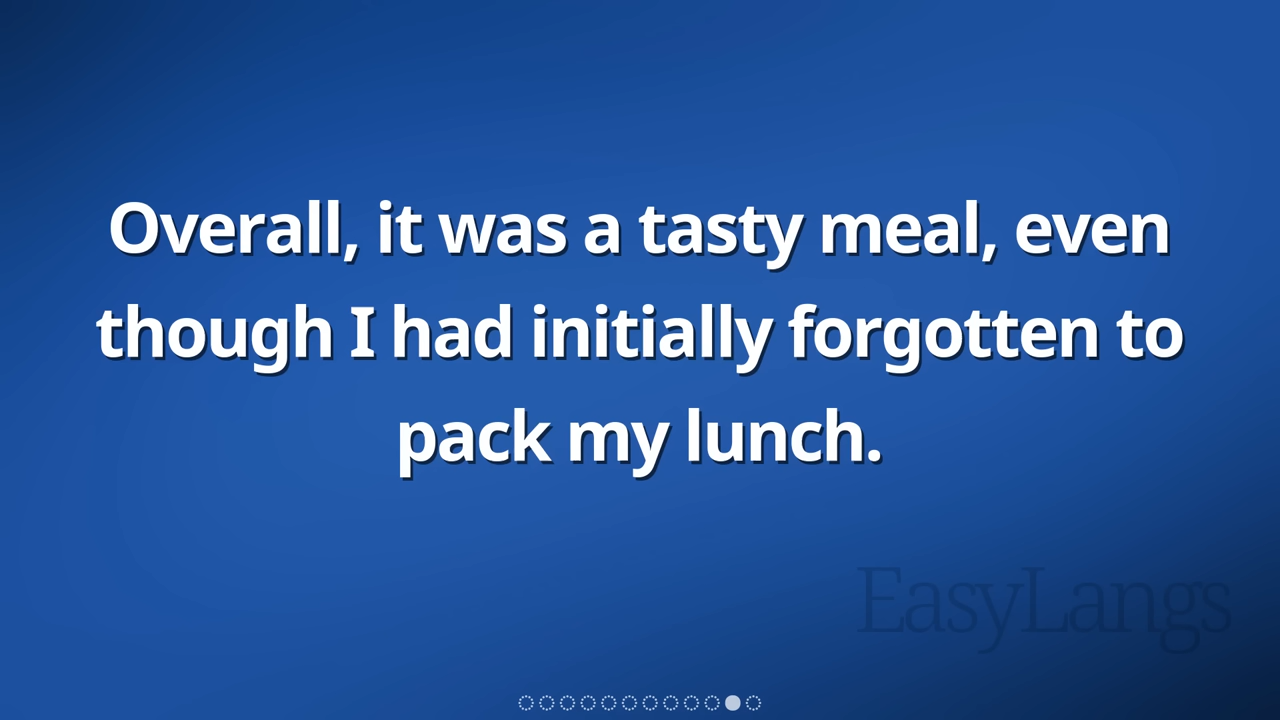 Overall, it was a tasty meal, even
though I had initially forgotten to
pack my lunch.
EasyLangs